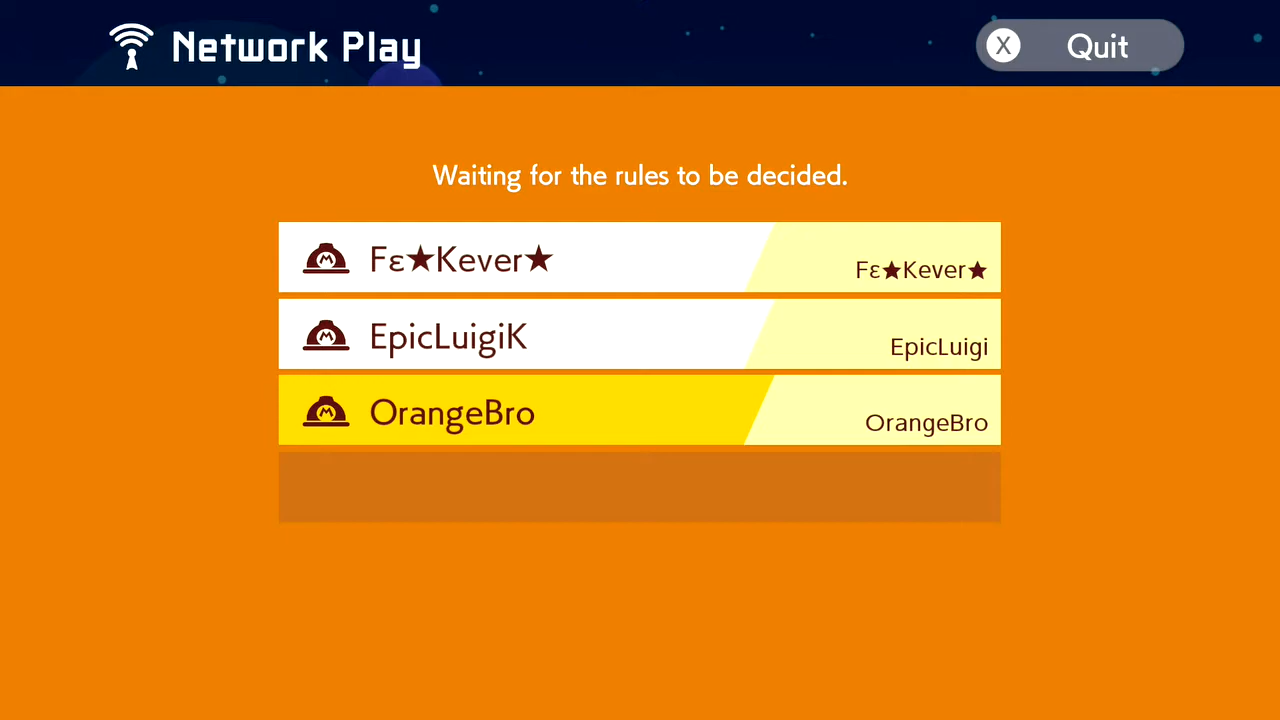 Network Play
X Quit
Waiting for the rules to be decided.
Fε★Kever★ Fε★Kever★
EpicLuigiK EpicLuigi
OrangeBro OrangeBro